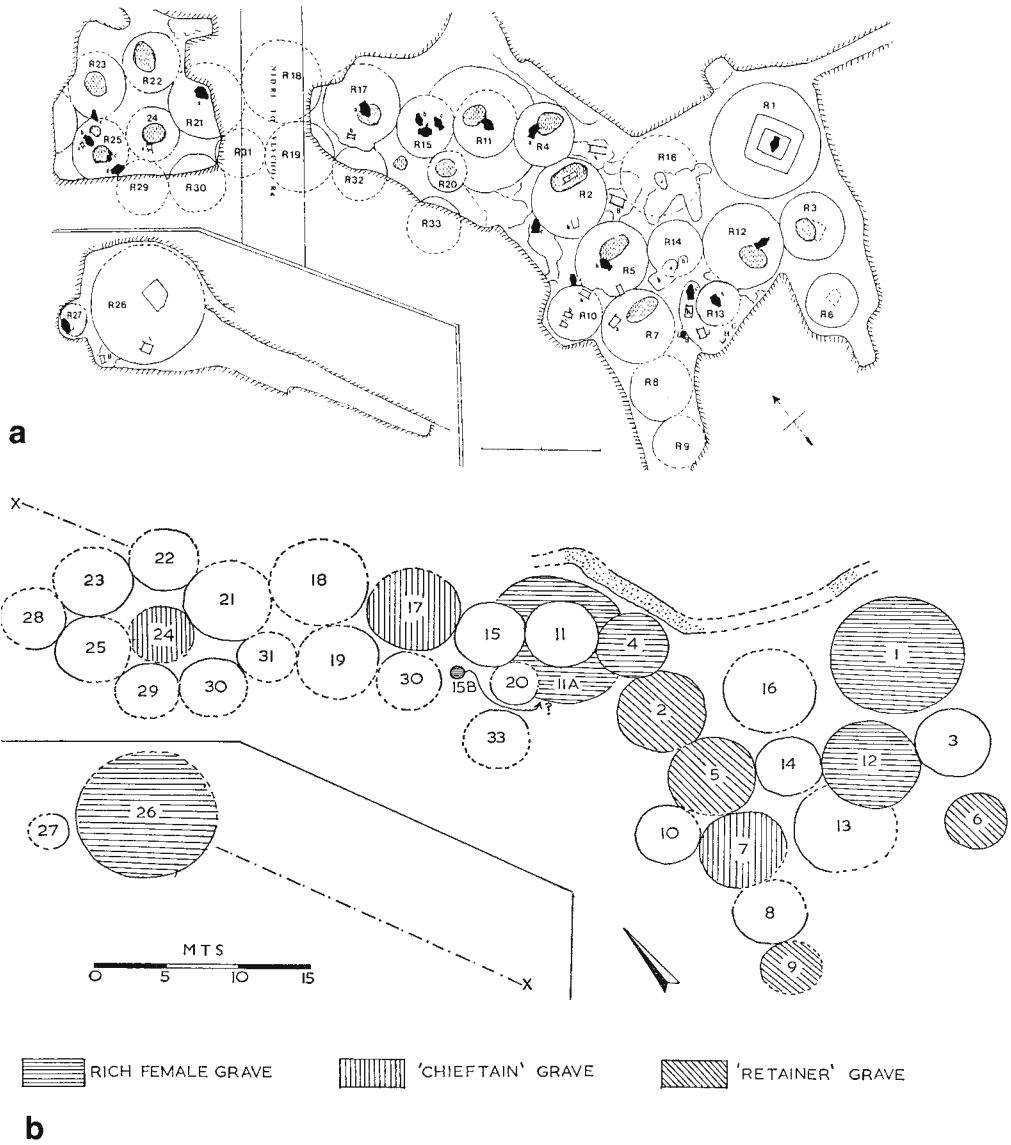 R23
R22
R18
R17
R1
24
R21
R15
R11
R4
R25
R31
R19
R16
R29
R30
R32
R20
R2
R3
R33
R14
R12
R5
R26
R27
R10
R13
R6
R7
R8
R9
a
X
22
23
18
21
17
28
24
15
11
4
1
25
31
19
30
20
16
29
30
15B
11A
2
?
33
3
14
12
5
26
13
6
27
10
7
8
9
MTS
0 5 10 15
X
RICH FEMALE GRAVE
'CHIEFTAIN' GRAVE
'RETAINER' GRAVE
b